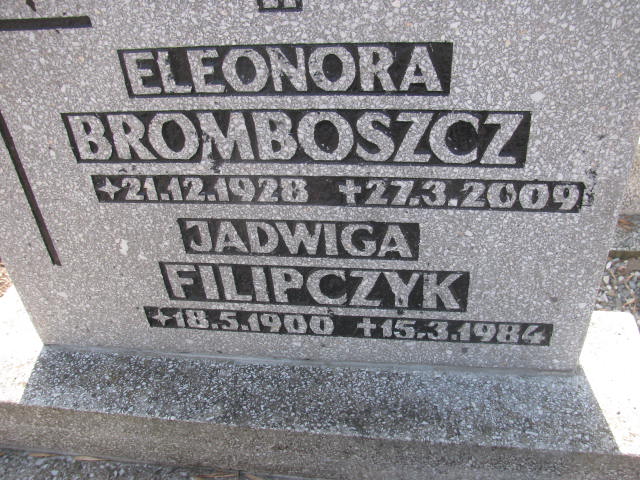 ELEONORA
BROMBOSZCZ
+21.12.1928 +27.3.2009
JADWIGA
FILIPCZYK
+18.5.1900 +15.3.1984